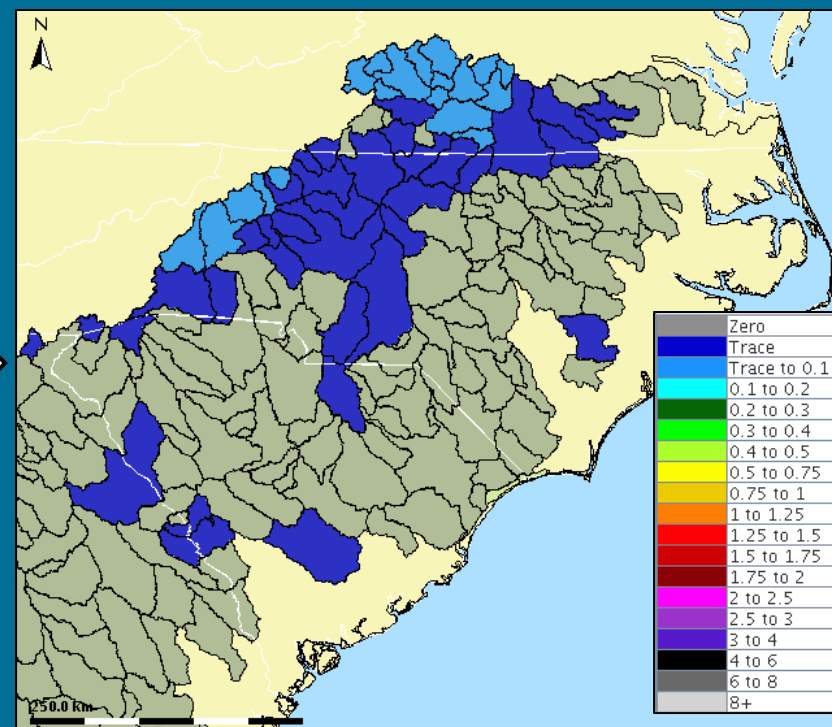 N
Zero
Trace
Trace to 0.1
0.1 to 0.2
0.2 to 0.3
0.3 to 0.4
0.4 to 0.5
0.5 to 0.75
0.75 to 1
1 to 1.25
1.25 to 1.5
1.5 to 1.75
1.75 to 2
2 to 2.5
2.5 to 3
3 to 4
4 to 6
6 to 8
8+
250.0 km